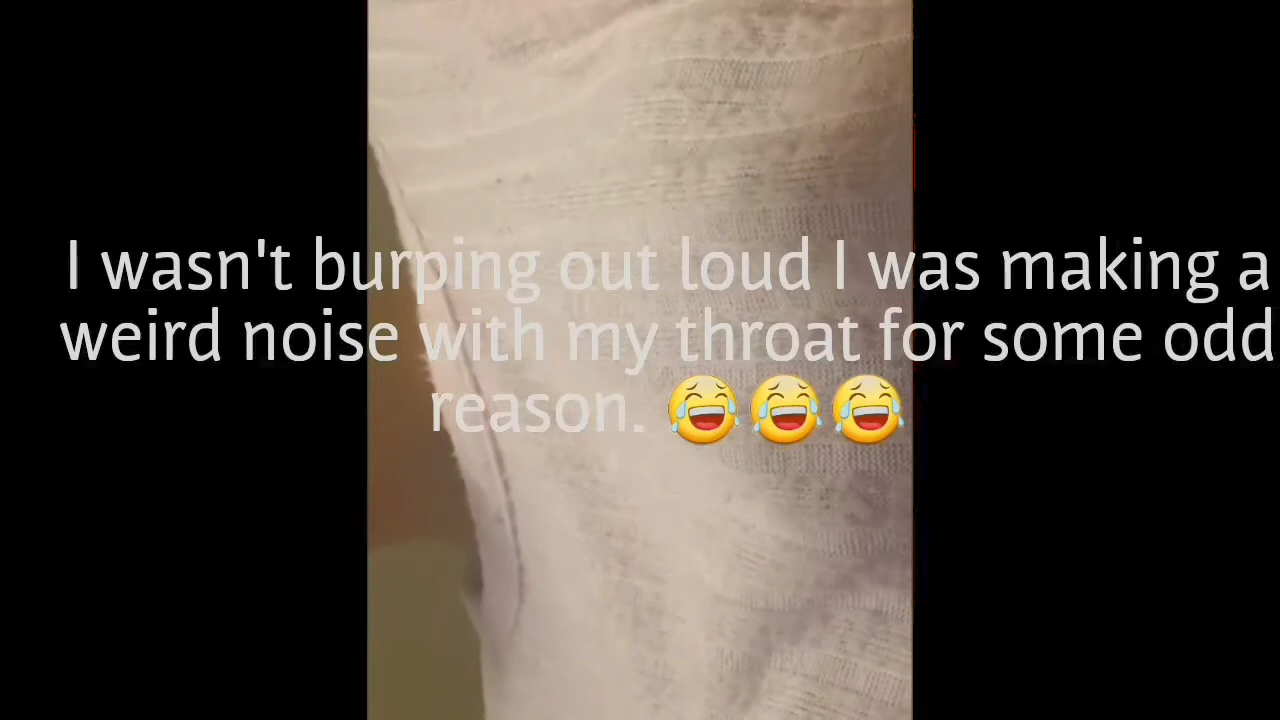 I wasn't burping out loud I was making a
weird noise with my throat for some odd
reason. 😂😂😂